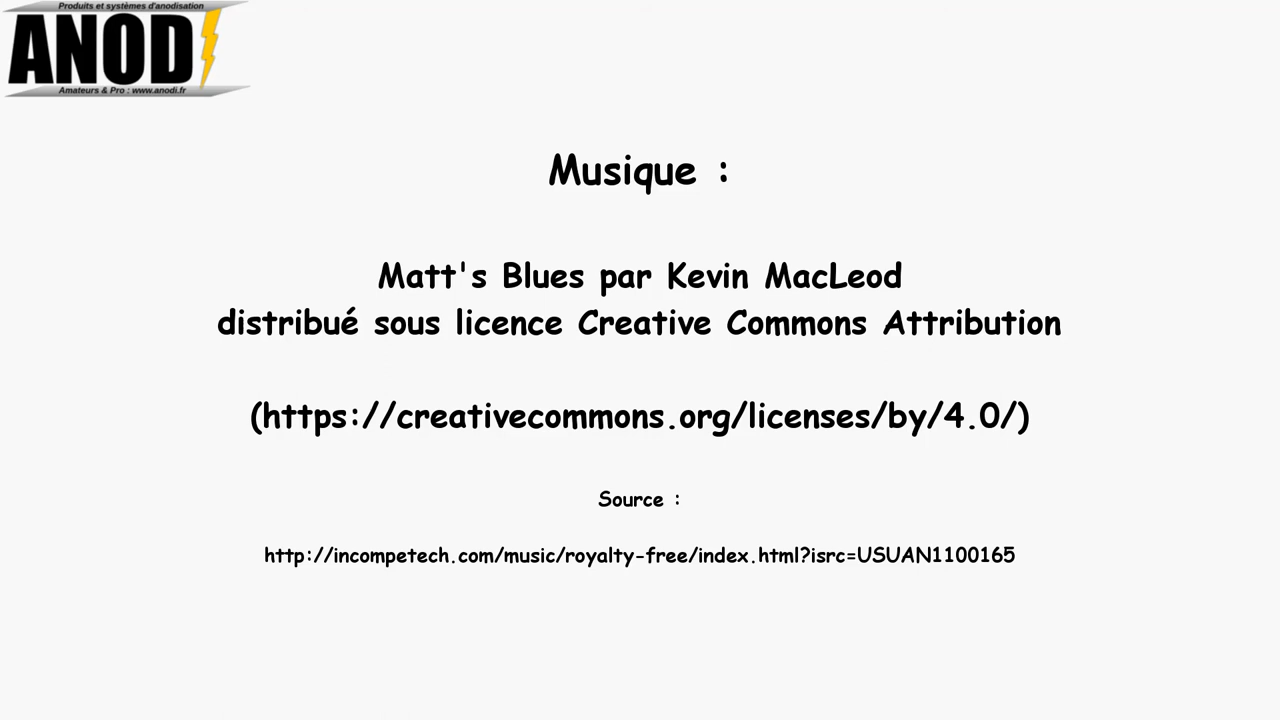 Produits et systèmes d'anodisation
ANODI
Amateurs & Pro : www.anodi.fr
Musique :
Matt's Blues par Kevin MacLeod
distribué sous licence Creative Commons Attribution
(https://creativecommons.org/licenses/by/4.0/)
Source :
http://incompetech.com/music/royalty-free/index.html?isrc=USUAN1100165